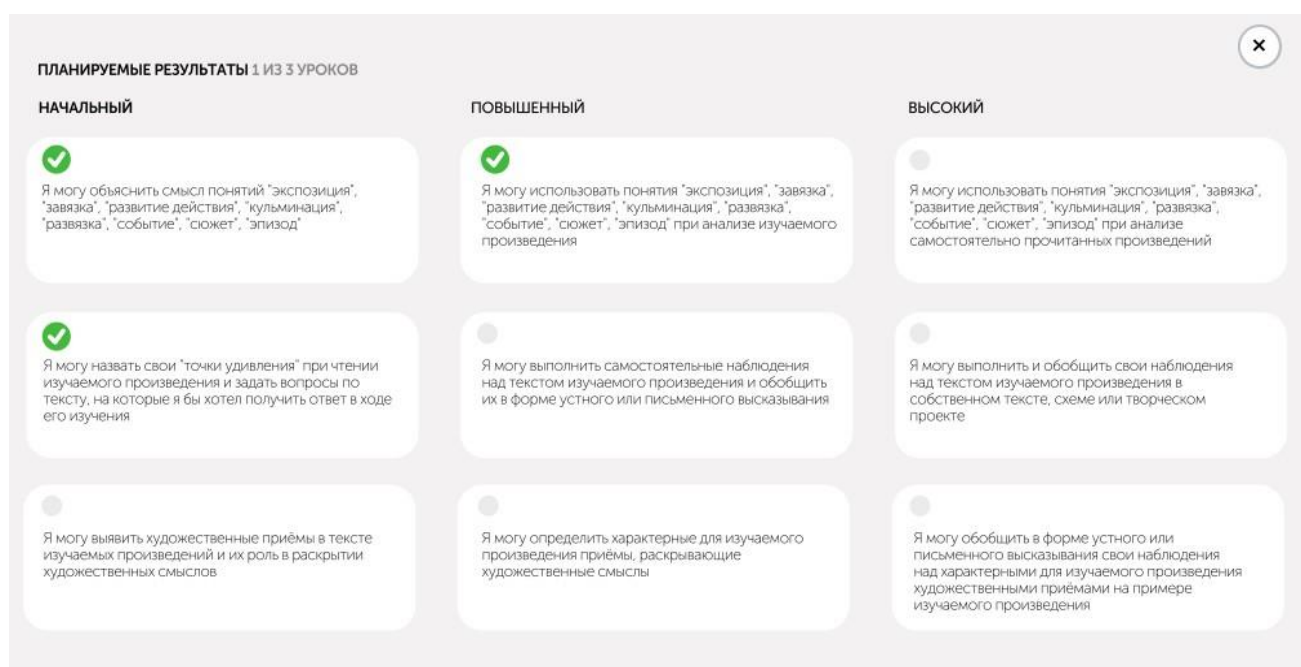 ПЛАНИРУЕМЫЕ РЕЗУЛЬТАТЫ 1 ИЗ 3 УРОКОВ
НАЧАЛЬНЫЙ
ПОВЫШЕННЫЙ
ВЫСОКИЙ
Я могу объяснить смысл понятий "экспозиция",
"завязка", "развитие действия", "кульминация",
"развязка", "событие", "сюжет", "эпизод"
Я могу использовать понятия "экспозиция", "завязка",
"развитие действия", "кульминация", "развязка",
"событие", "сюжет", "эпизод" при анализе изучаемого
произведения
Я могу использовать понятия "экспозиция", "завязка",
"развитие действия", "кульминация", "развязка",
"событие", "сюжет", "эпизод" при анализе
самостоятельно прочитанных произведений
Я могу назвать свои "точки удивления" при чтении
изучаемого произведения и задать вопросы по
тексту, на которые я бы хотел получить ответ в ходе
его изучения
Я могу выполнить самостоятельные наблюдения
над текстом изучаемого произведения и обобщить
их в форме устного или письменного высказывания
Я могу выполнить и обобщить свои наблюдения
над текстом изучаемого произведения в
собственном тексте, схеме или творческом
проекте
Я могу выявить художественные приёмы в тексте
изучаемых произведений и их роль в раскрытии
художественных смыслов
Я могу определить характерные для изучаемого
произведения приёмы, раскрывающие
художественные смыслы
Я могу обобщить в форме устного или
письменного высказывания свои наблюдения
над характерными для изучаемого произведения
художественными приёмами на примере
изучаемого произведения